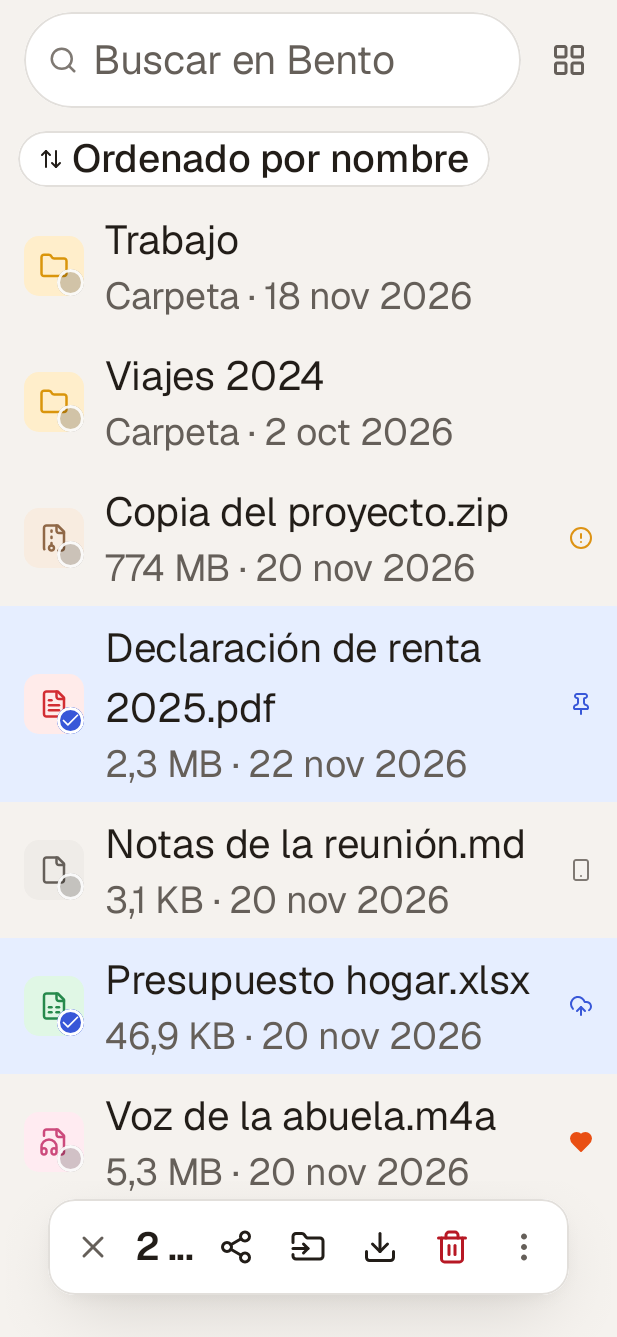 Buscar en Bento
Ordenado por nombre
Trabajo
Carpeta · 18 nov 2026
Viajes 2024
Carpeta · 2 oct 2026
Copia del proyecto.zip
774 MB · 20 nov 2026
Declaración de renta
2025.pdf
2,3 MB · 22 nov 2026
Notas de la reunión.md
3,1 KB · 20 nov 2026
Presupuesto hogar.xlsx
46,9 KB · 20 nov 2026
Voz de la abuela.m4a
5,3 MB · 20 nov 2026
2 ...